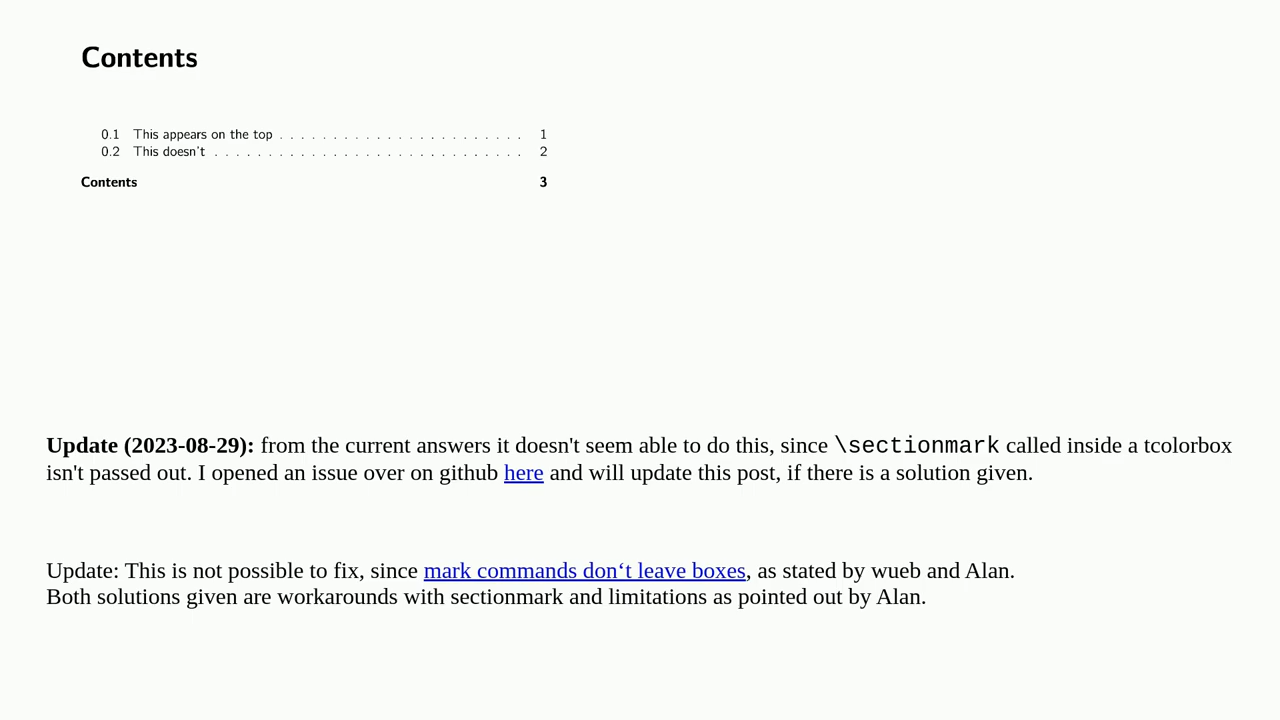 Contents
0.1 This appears on the top . . . . . . . . . . . . . . . . . . . . . . . 1
0.2 This doesn't . . . . . . . . . . . . . . . . . . . . . . . . . . . . . 2
Contents 3
Update (2023-08-29): from the current answers it doesn't seem able to do this, since \sectionmark called inside a tcolorbox
isn't passed out. I opened an issue over on github here and will update this post, if there is a solution given.
Update: This is not possible to fix, since mark commands don‘t leave boxes, as stated by wueb and Alan.
Both solutions given are workarounds with sectionmark and limitations as pointed out by Alan.